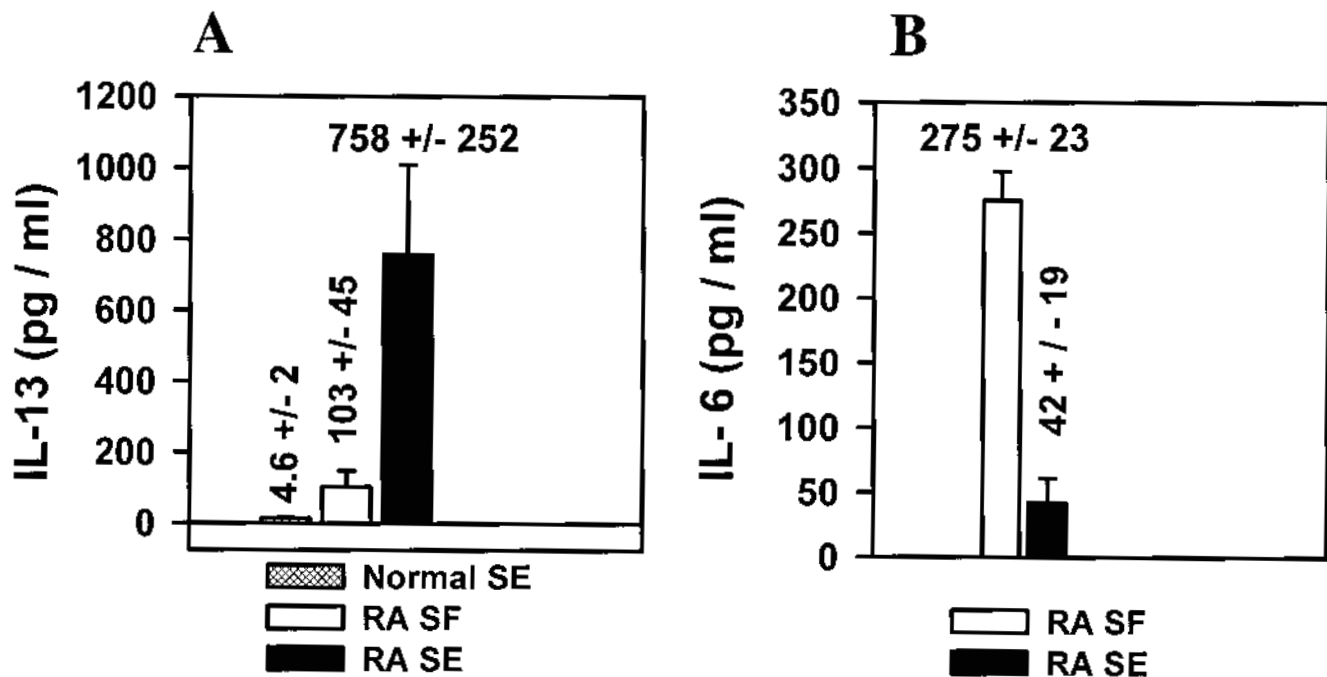 A
IL-13 (pg / ml)
1200
1000
800
600
400
200
0
4.6 +/- 2
103 +/- 45
758 +/- 252
Normal SE
RA SF
RA SE
B
IL- 6 (pg / ml)
350
300
250
200
150
100
50
0
275 +/- 23
42 + / - 19
RA SF
RA SE